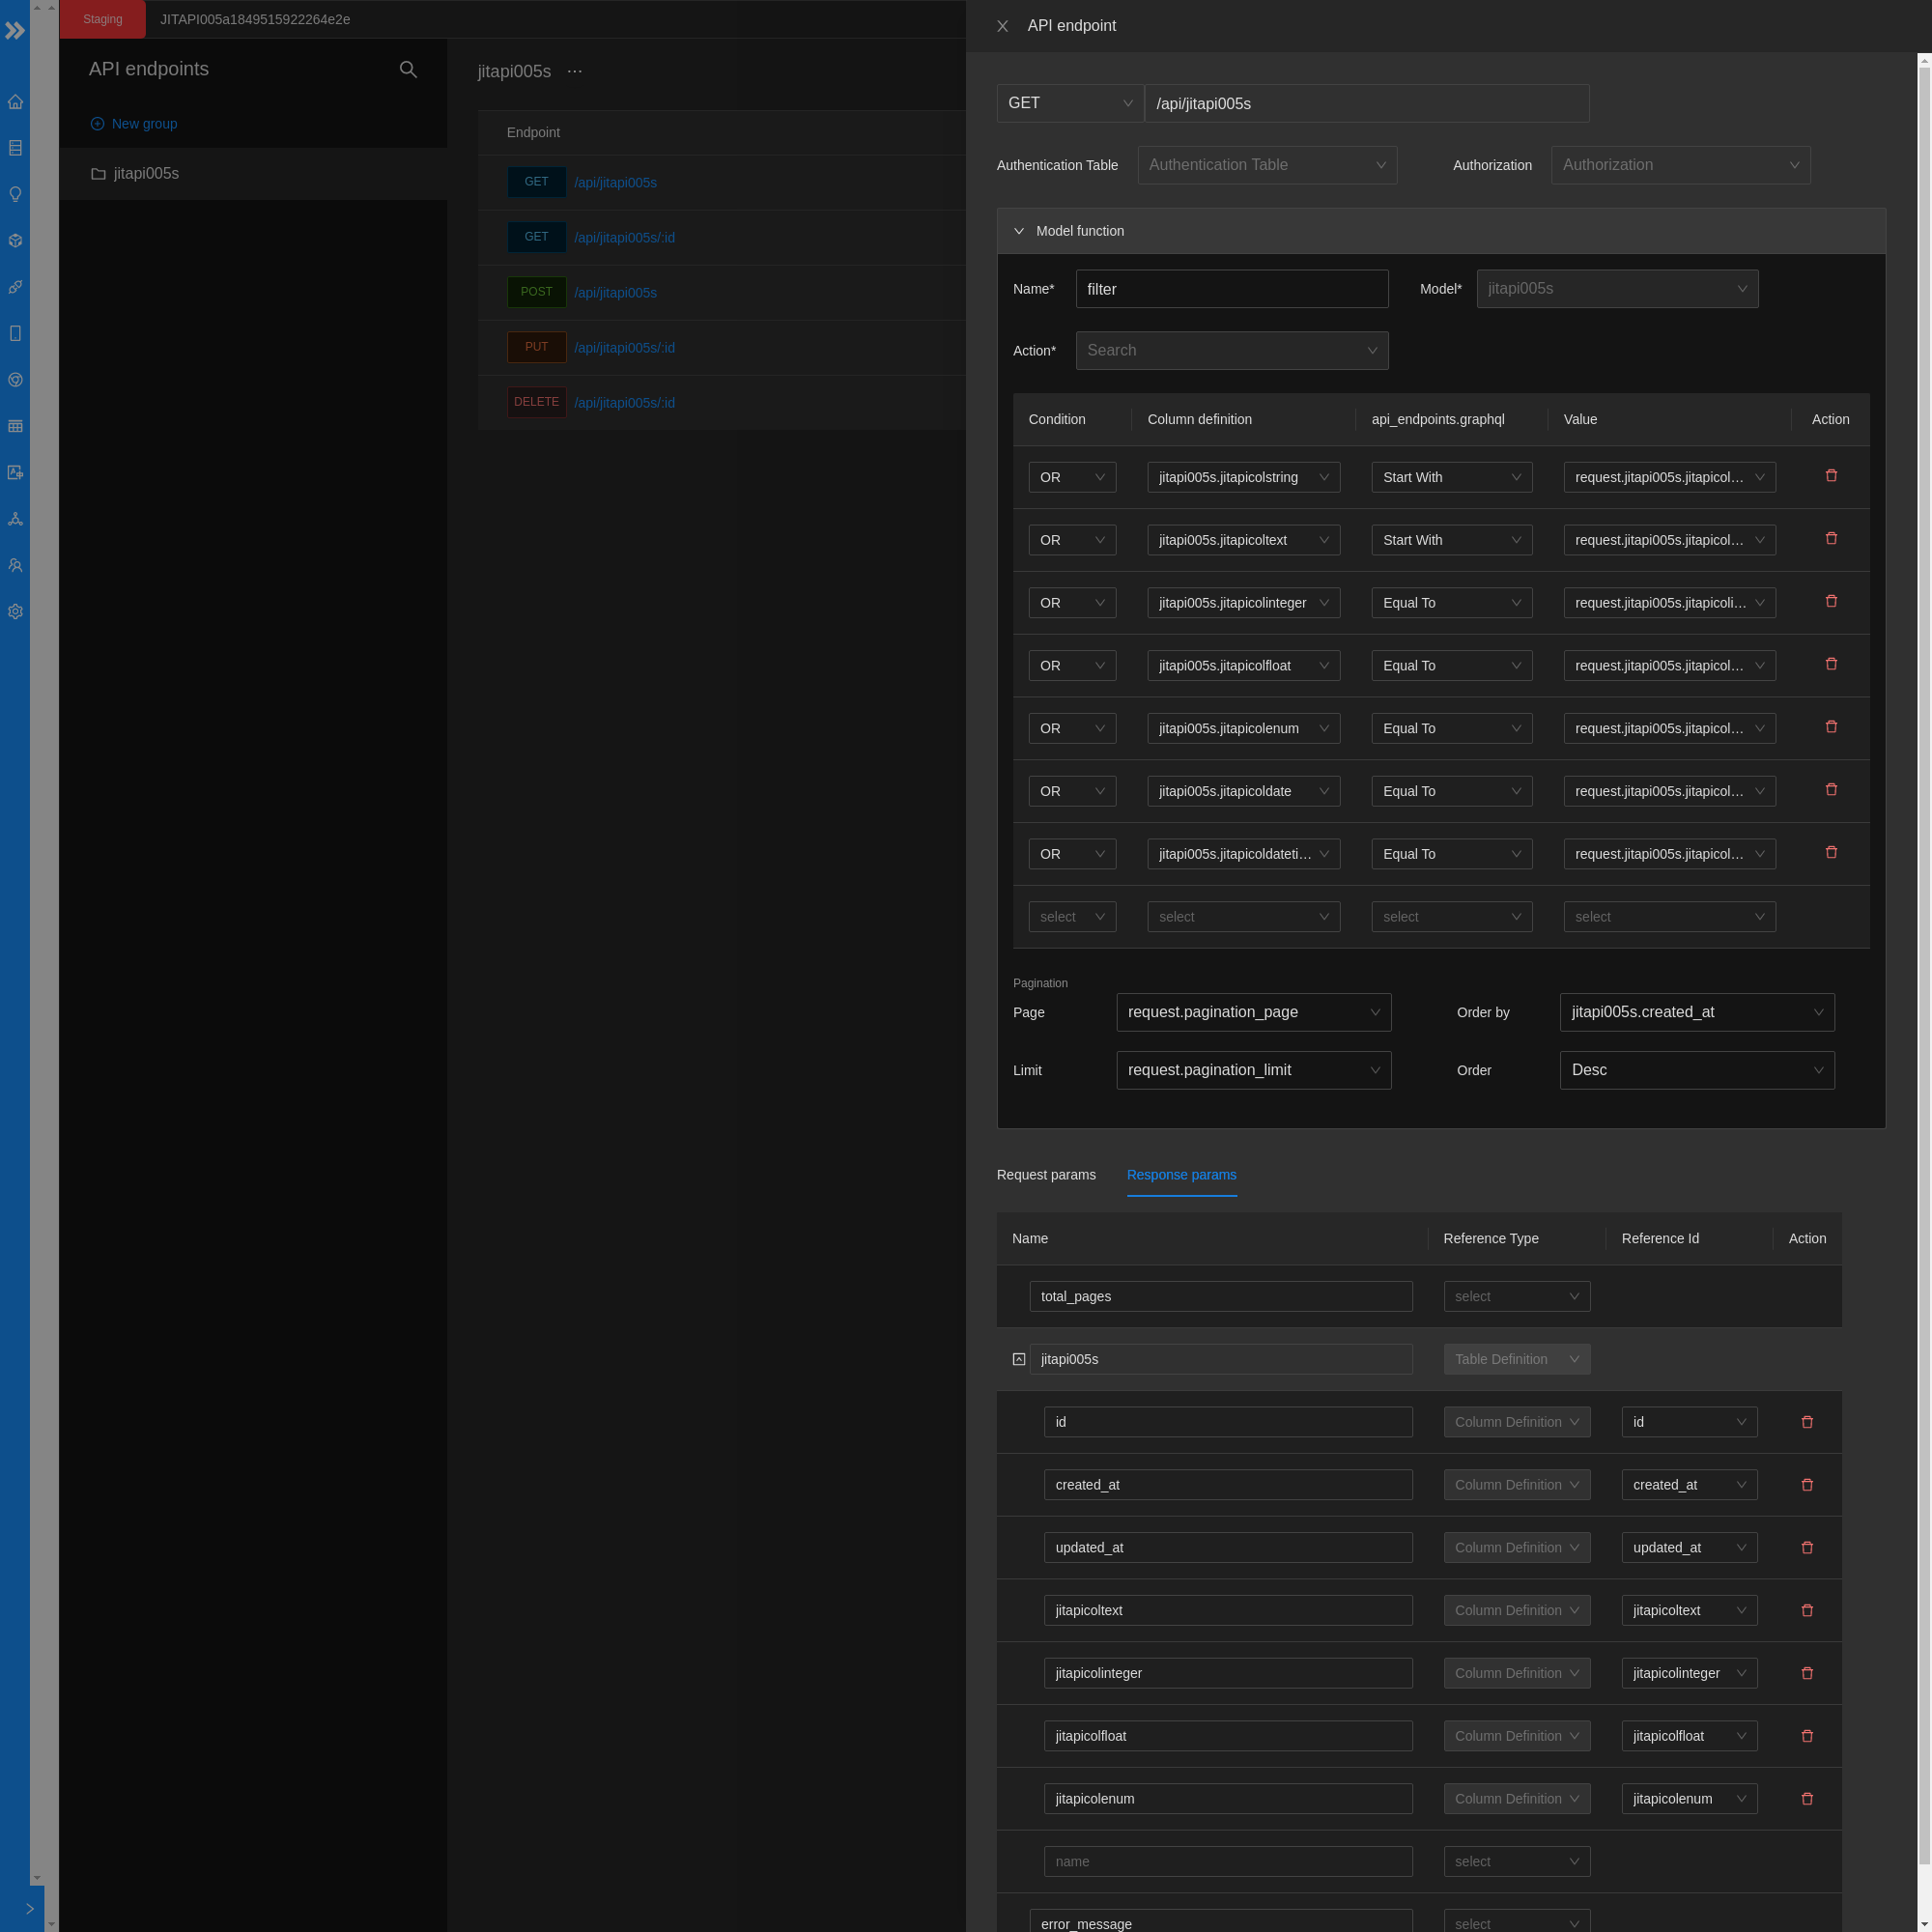 Staging
JITAPI005a1849515922264e2e
API endpoints
New group
jitapi005s
jitapi005s ...
Endpoint
GET /api/jitapi005s
GET /api/jitapi005s/:id
POST /api/jitapi005s
PUT /api/jitapi005s/:id
DELETE /api/jitapi005s/:id
API endpoint
GET /api/jitapi005s
Authentication Table Authentication Table Authorization Authorization
Model function
Name* filter Model* jitapi005s
Action* Search
Condition Column definition api_endpoints.graphql Value Action
OR jitapi005s.jitapicolstring Start With request.jitapi005s.jitapicol...
OR jitapi005s.jitapicoltext Start With request.jitapi005s.jitapicol...
OR jitapi005s.jitapicolinteger Equal To request.jitapi005s.jitapicoli...
OR jitapi005s.jitapicolfloat Equal To request.jitapi005s.jitapicol...
OR jitapi005s.jitapicolenum Equal To request.jitapi005s.jitapicol...
OR jitapi005s.jitapicoldate Equal To request.jitapi005s.jitapicol...
OR jitapi005s.jitapicoldateti... Equal To request.jitapi005s.jitapicol...
select select select select
Pagination
Page request.pagination_page Order by jitapi005s.created_at
Limit request.pagination_limit Order Desc
Request params Response params
Name Reference Type Reference Id Action
total_pages select
jitapi005s Table Definition
id Column Definition id
created_at Column Definition created_at
updated_at Column Definition updated_at
jitapicoltext Column Definition jitapicoltext
jitapicolinteger Column Definition jitapicolinteger
jitapicolfloat Column Definition jitapicolfloat
jitapicolenum Column Definition jitapicolenum
name select
error_message select